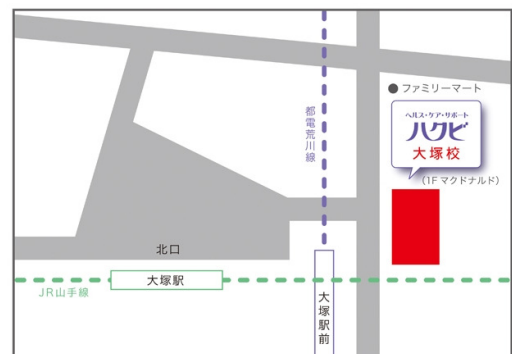 ファミリーマート
ヘルス・ケア・サポート
ハクビ
大塚校
(1F マクドナルド)
都電荒川線
北口
大塚駅
JR山手線
大塚駅前